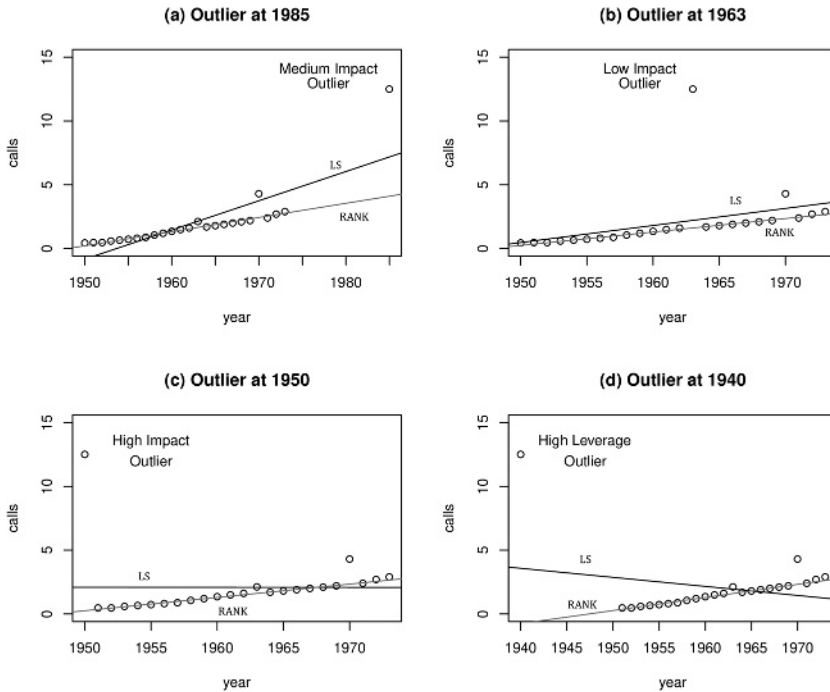 (a) Outlier at 1985
15
10
5
0
calls
Medium Impact
Outlier
LS
RANK
1950 1960 1970 1980
year
(b) Outlier at 1963
15
10
5
0
calls
Low Impact
Outlier
LS
RANK
1950 1955 1960 1965 1970
year
(c) Outlier at 1950
15
10
5
0
calls
High Impact
Outlier
LS
RANK
1950 1955 1960 1965 1970
year
(d) Outlier at 1940
15
10
5
0
calls
High Leverage
Outlier
LS
RANK
1940 1945 1950 1955 1960 1965 1970
year